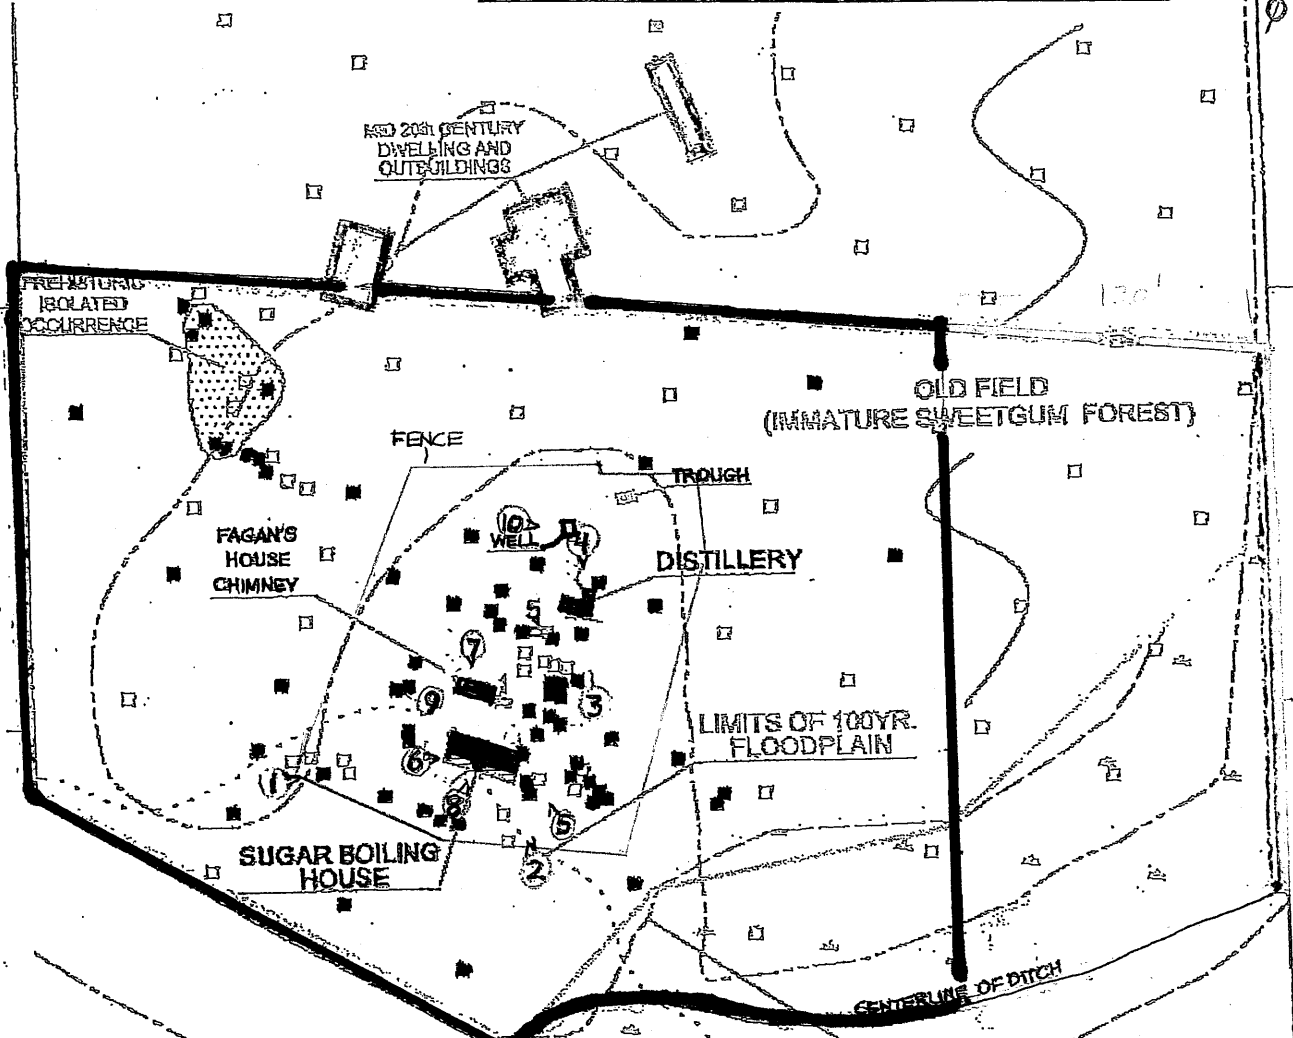 MID 20th CENTURY
DWELLING AND
OUTBUILDINGS
PREHISTORIC
ISOLATED
OCCURRENCE
130'
OLD FIELD
(IMMATURE SWEETGUM FOREST)
FENCE
TROUGH
10
WELL
4
FAGAN'S
HOUSE
CHIMNEY
DISTILLERY
5
7
9
3
LIMITS OF 100YR.
FLOODPLAIN
6
1
8
5
SUGAR BOILING
HOUSE
2
CENTERLINE OF DITCH